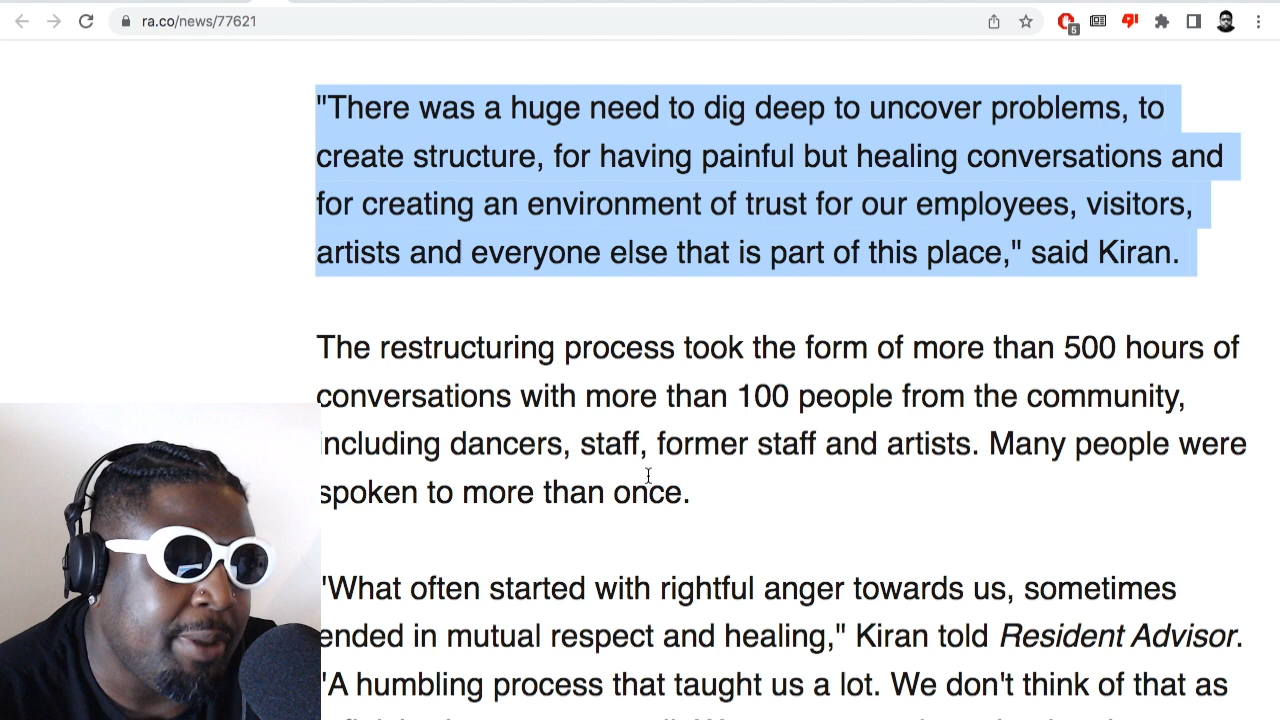 ra.co/news/77621
5
"There was a huge need to dig deep to uncover problems, to
create structure, for having painful but healing conversations and
for creating an environment of trust for our employees, visitors,
artists and everyone else that is part of this place," said Kiran.
The restructuring process took the form of more than 500 hours of
conversations with more than 100 people from the community,
including dancers, staff, former staff and artists. Many people were
spoken to more than once.
"What often started with rightful anger towards us, sometimes
ended in mutual respect and healing," Kiran told Resident Advisor.
"A humbling process that taught us a lot. We don't think of that as